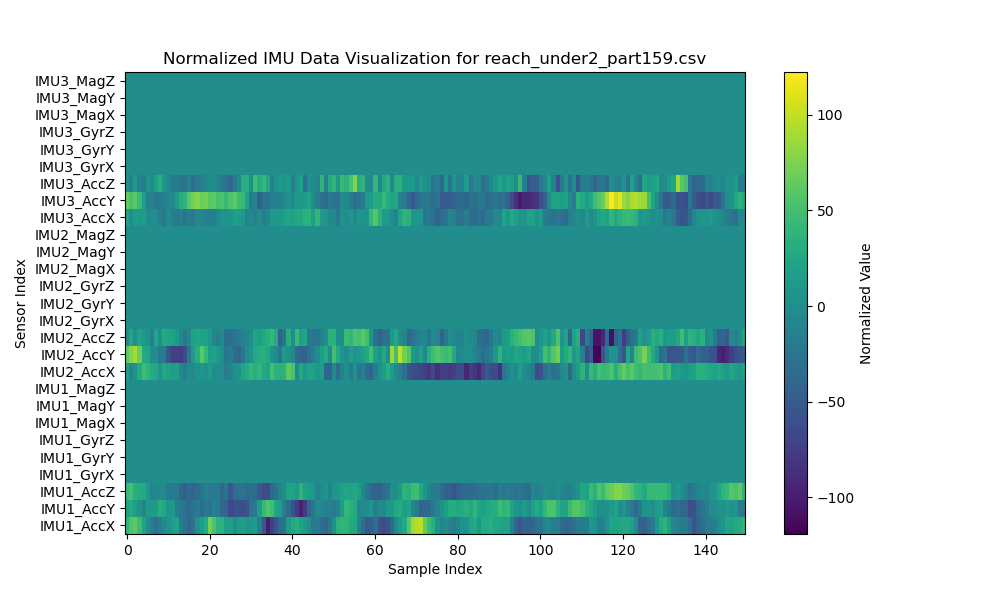 Normalized IMU Data Visualization for reach_under2_part159.csv
Sensor Index
IMU3_MagZ
IMU3_MagY
IMU3_MagX
IMU3_GyrZ
IMU3_GyrY
IMU3_GyrX
IMU3_AccZ
IMU3_AccY
IMU3_AccX
IMU2_MagZ
IMU2_MagY
IMU2_MagX
IMU2_GyrZ
IMU2_GyrY
IMU2_GyrX
IMU2_AccZ
IMU2_AccY
IMU2_AccX
IMU1_MagZ
IMU1_MagY
IMU1_MagX
IMU1_GyrZ
IMU1_GyrY
IMU1_GyrX
IMU1_AccZ
IMU1_AccY
IMU1_AccX
0 20 40 60 80 100 120 140
Sample Index
100
50
0
−50
−100
Normalized Value